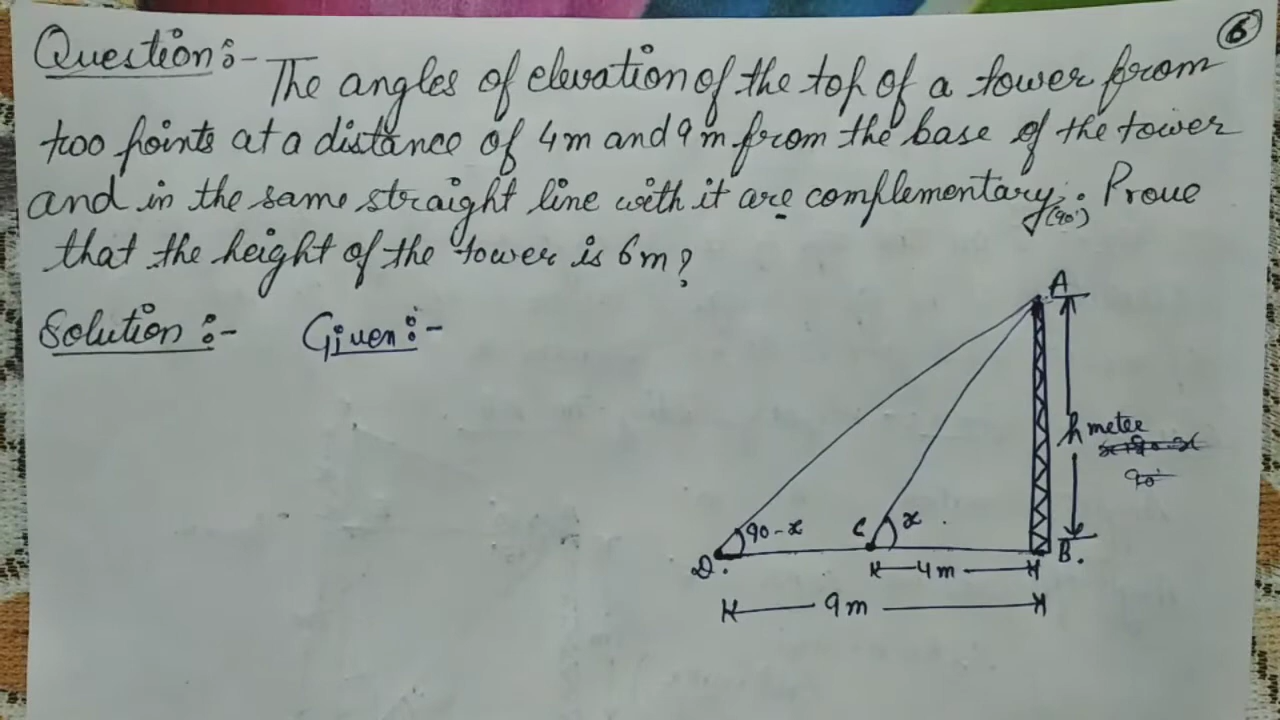 6
Question:- The angles of elevation of the top of a tower from
two points at a distance of 4m and 9m from the base of the tower
and in the same straight line with it are complementary. Prove
(90°)
that the height of the tower is 6m?
Solution:- Given:-
A
h meter
90°
90-x
C
x
D.
B.
4m
9m